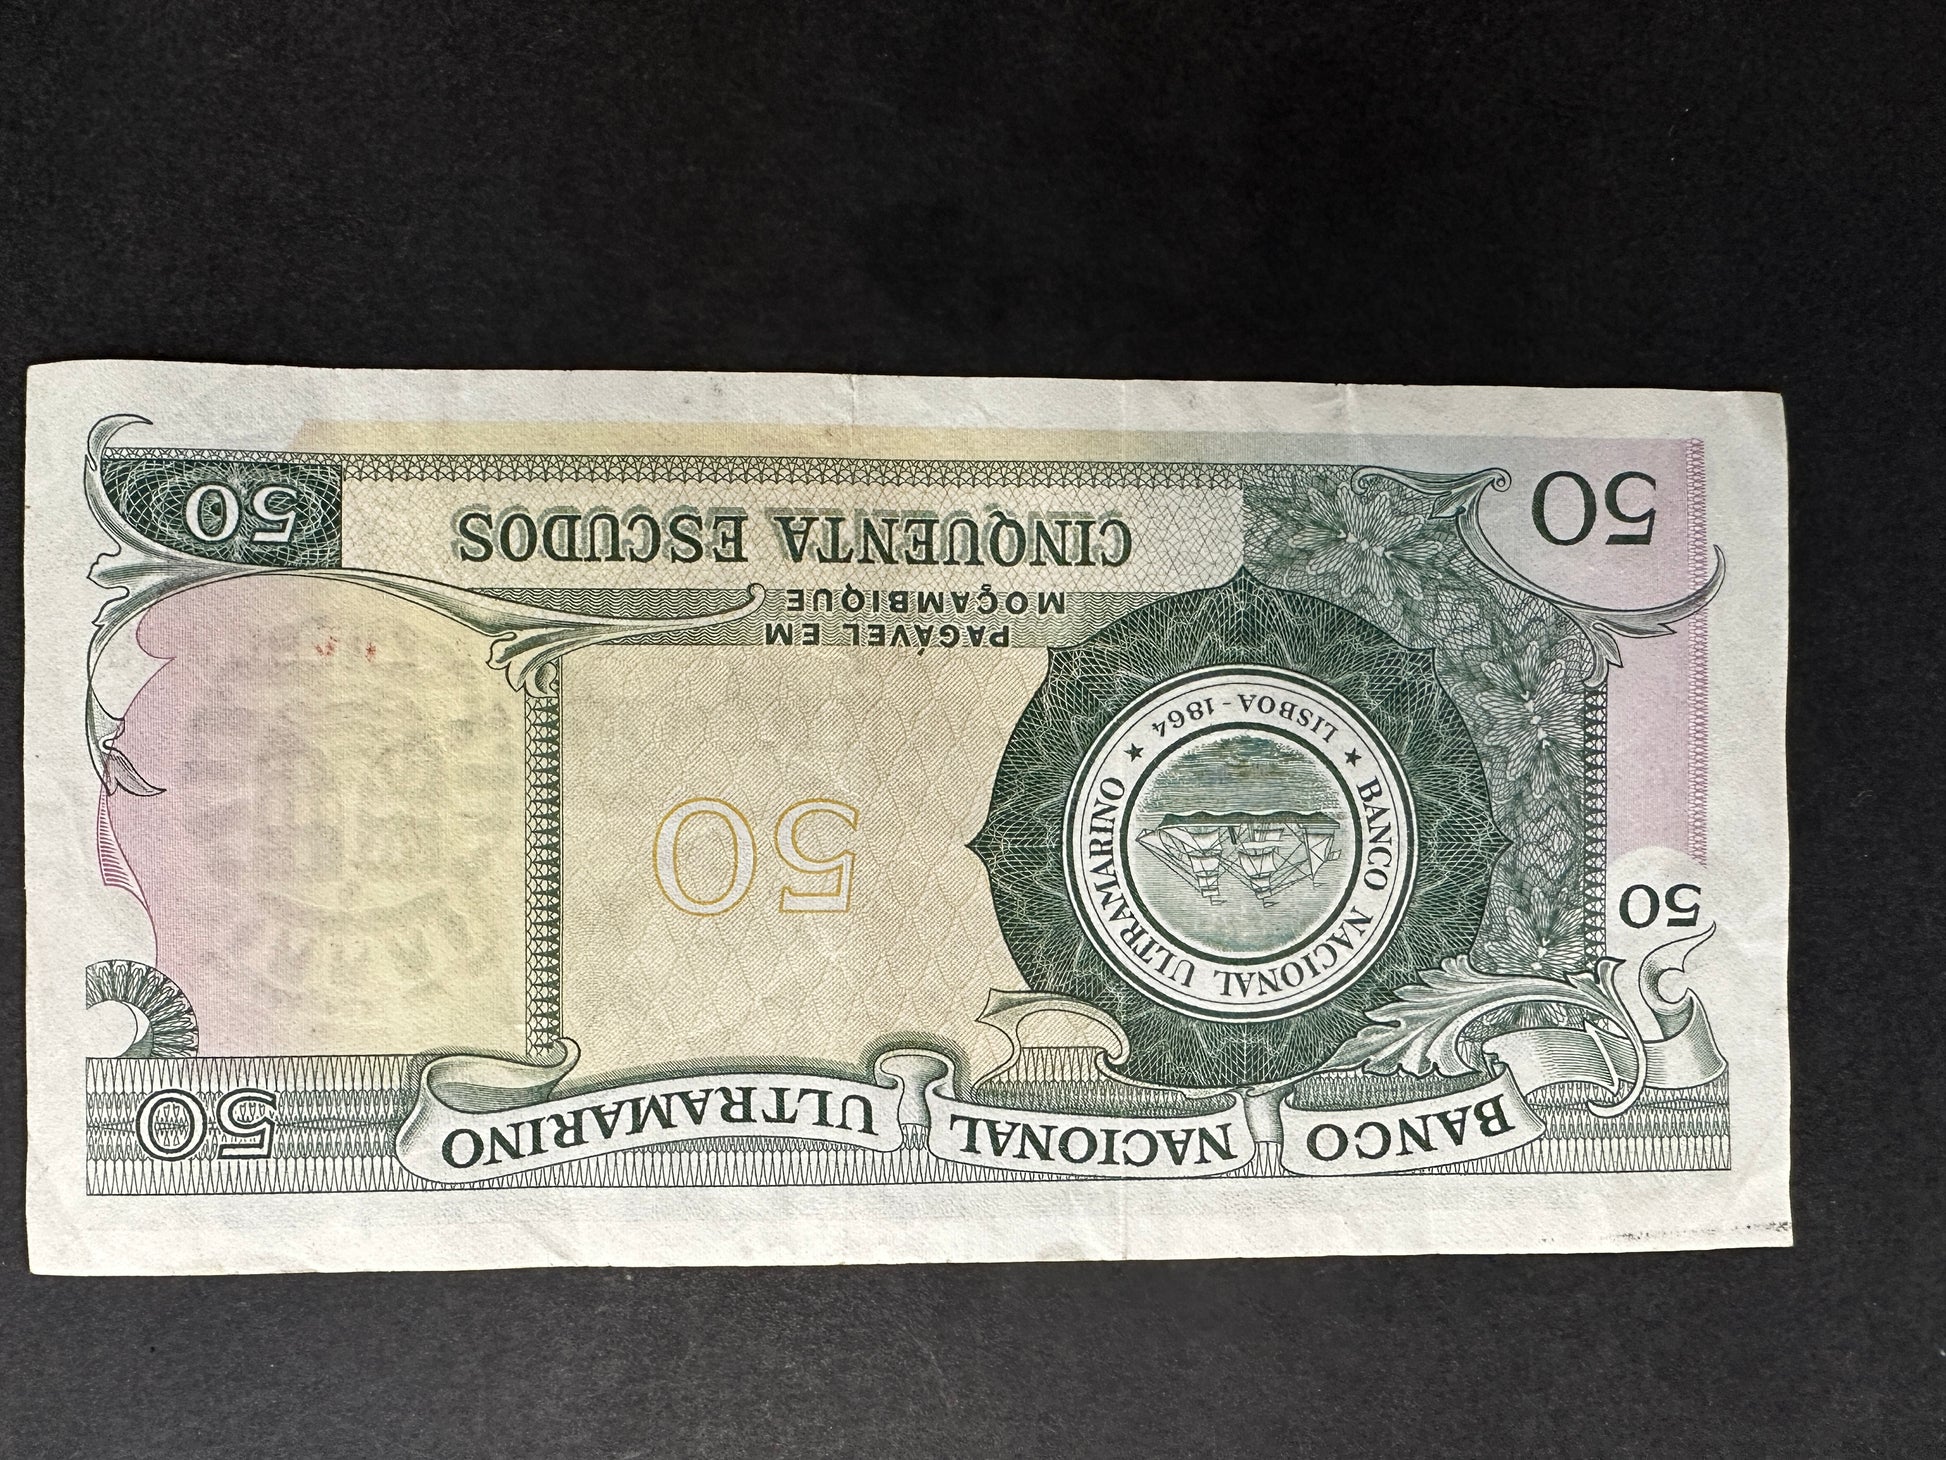 BANCO NACIONAL ULTRAMARINO
50
50
50
BANCO NACIONAL ULTRAMARINO
LISBOA - 1864
PAGÁVEL EM
MOÇAMBIQUE
CINQUENTA ESCUDOS
50
50